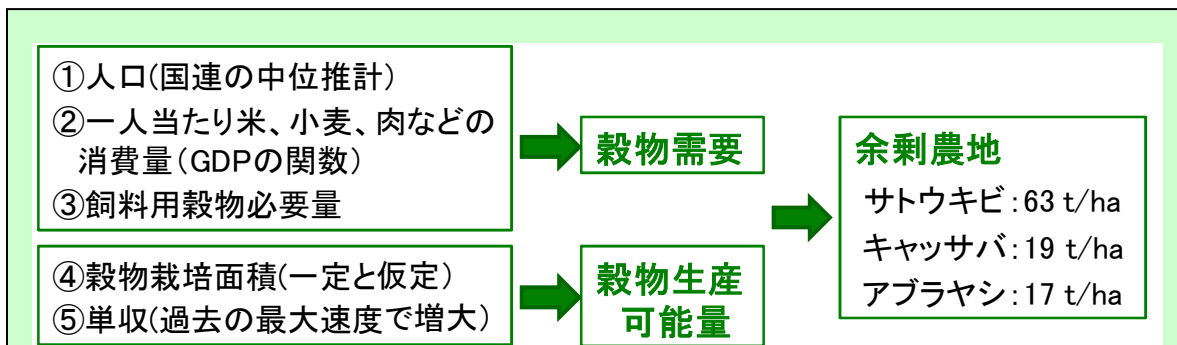 ①人口(国連の中位推計)
②一人当たり米、小麦、肉などの
消費量(GDPの関数)
③飼料用穀物必要量
穀物需要
④穀物栽培面積(一定と仮定)
⑤単収(過去の最大速度で増大)
穀物生産
可能量
余剰農地
サトウキビ:63 t/ha
キャッサバ:19 t/ha
アブラヤシ:17 t/ha